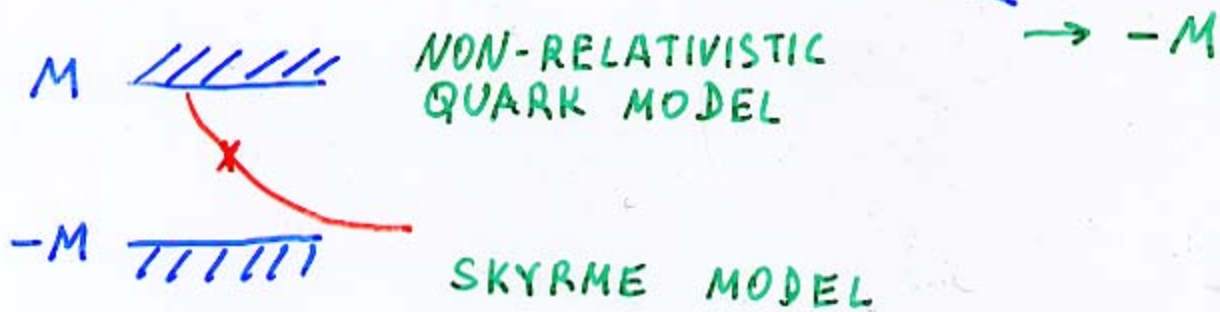 → -M
M NON-RELATIVISTIC
QUARK MODEL
-M
SKYRME MODEL